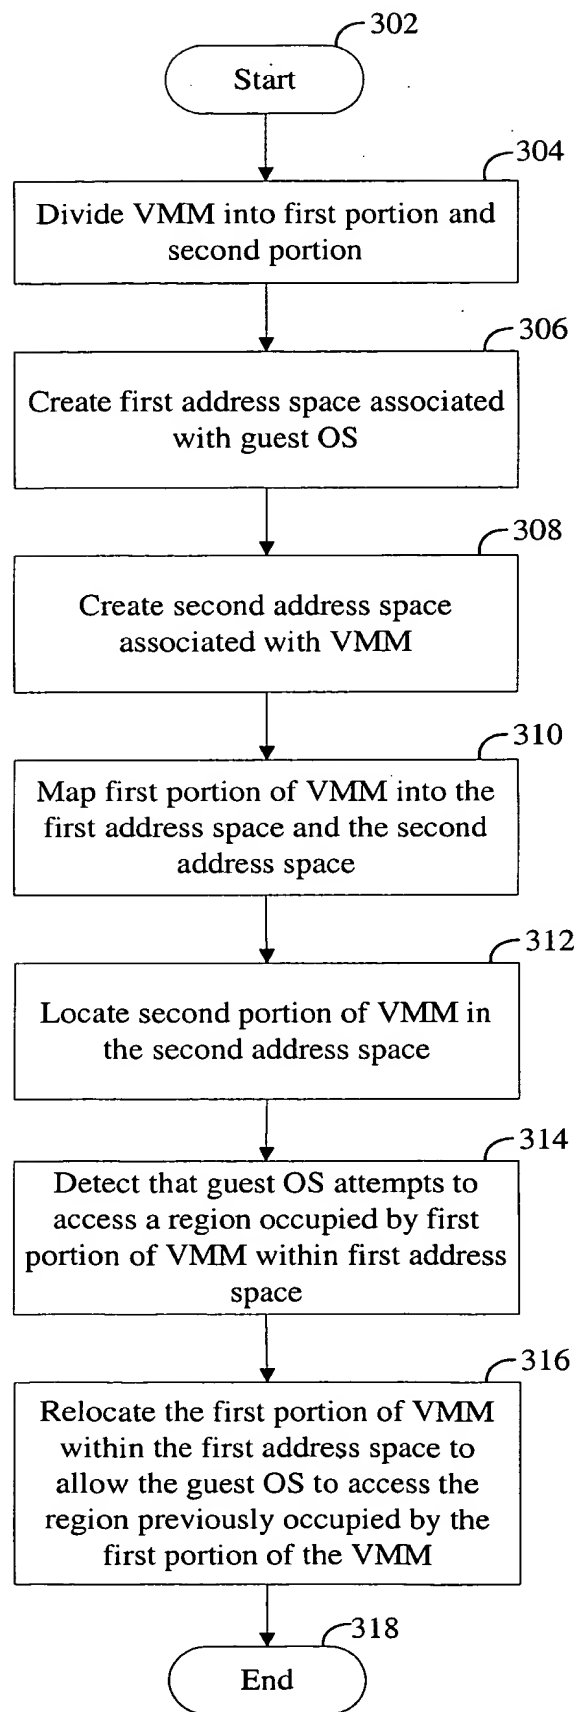 302
Start
304
Divide VMM into first portion and
second portion
306
Create first address space associated
with guest OS
308
Create second address space
associated with VMM
310
Map first portion of VMM into the
first address space and the second
address space
312
Locate second portion of VMM in
the second address space
314
Detect that guest OS attempts to
access a region occupied by first
portion of VMM within first address
space
316
Relocate the first portion of VMM
within the first address space to
allow the guest OS to access the
region previously occupied by the
first portion of the VMM
318
End